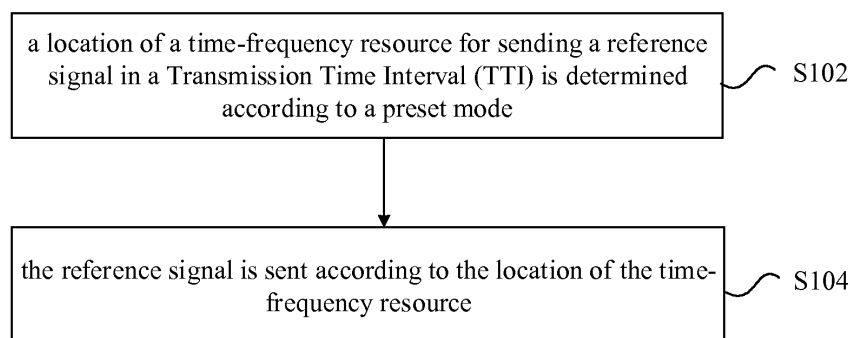 a location of a time-frequency resource for sending a reference
signal in a Transmission Time Interval (TTI) is determined
according to a preset mode
S102
the reference signal is sent according to the location of the time-
frequency resource
S104